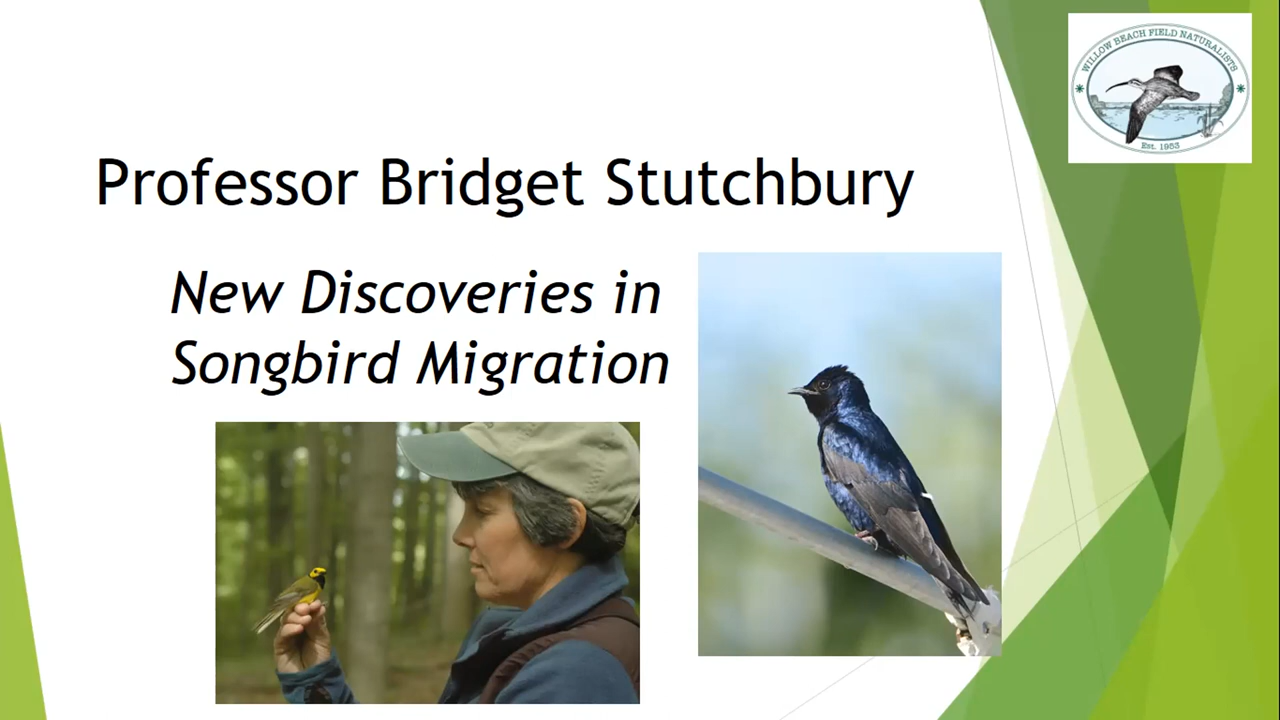 WILLOW BEACH FIELD NATURALISTS
Est. 1953
Professor Bridget Stutchbury
New Discoveries in
Songbird Migration